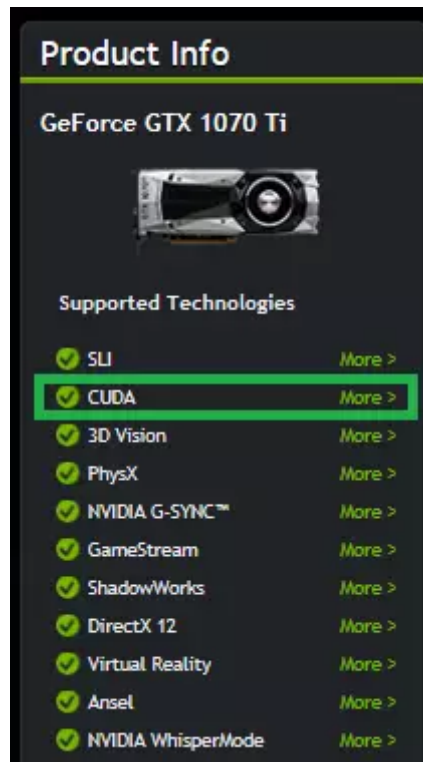 Product Info
GeForce GTX 1070 Ti
Supported Technologies
SLI More >
CUDA More >
3D Vision More >
PhysX More >
NVIDIA G-SYNC™ More >
GameStream More >
ShadowWorks More >
DirectX 12 More >
Virtual Reality More >
Ansel More >
NVIDIA WhisperMode More >